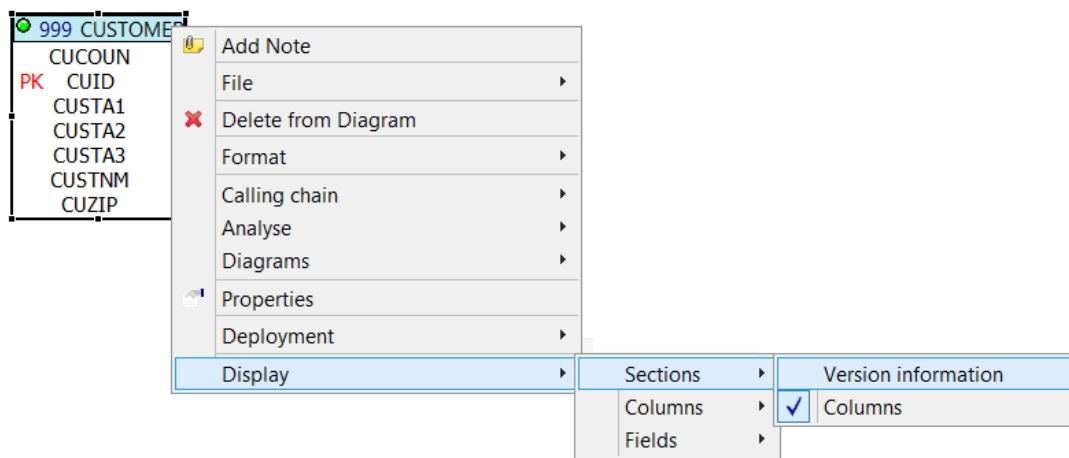 999 CUSTOMER
CUCOUN
PK CUID
CUSTA1
CUSTA2
CUSTA3
CUSTNM
CUZIP
Add Note
File
Delete from Diagram
Format
Calling chain
Analyse
Diagrams
Properties
Deployment
Display
Sections
Columns
Fields
Version information
Columns